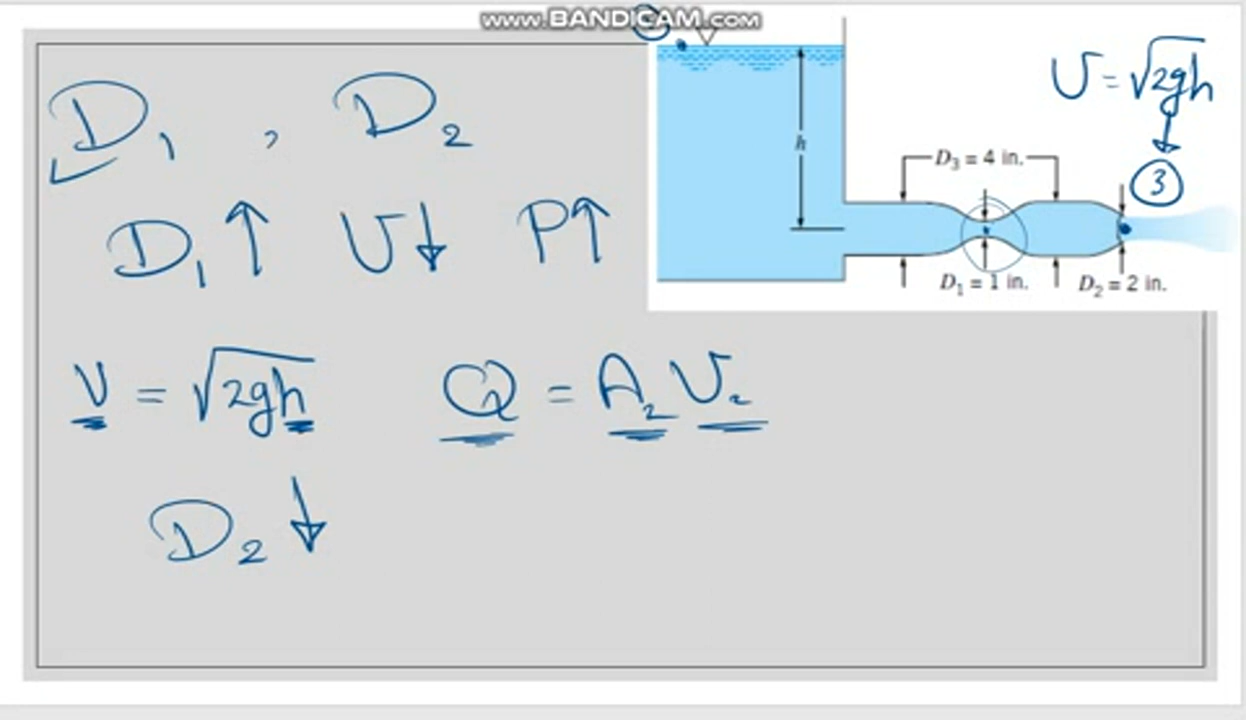 WWW.BANDICAM.COM
D₁ , D₂
D₁ ↑ U ↓ P ↑
V = √2gh Q = A₂ U₂
D₂ ↓
U = √2gh
↓
3
h
D₃ = 4 in.
D₁ = 1 in. D₂ = 2 in.